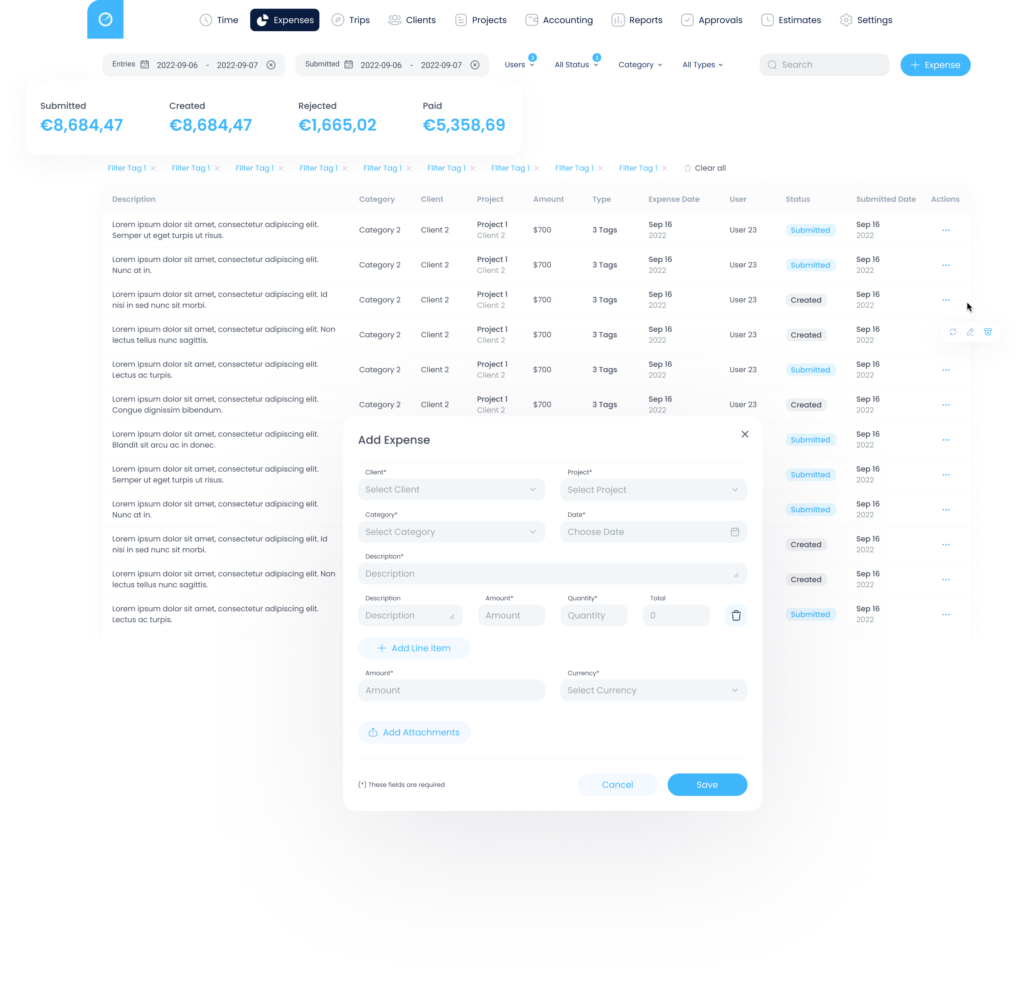 Time Expenses Trips Clients Projects Accounting Reports Approvals Estimates Settings
Entries 2022-09-06 - 2022-09-07 Submitted 2022-09-06 - 2022-09-07 Users 3 All Status 3 Category All Types Search + Expense
Submitted Created Rejected Paid
€8,684,47 €8,684,47 €1,665,02 €5,358,69
Filter Tag 1 × Filter Tag 1 × Filter Tag 1 × Filter Tag 1 × Filter Tag 1 × Filter Tag 1 × Filter Tag 1 × Filter Tag 1 × Filter Tag 1 × Clear all
Description Category Client Project Amount Type Expense Date User Status Submitted Date Actions
Lorem ipsum dolor sit amet, consectetur adipiscing elit. Category 2 Client 2 Project 1 $700 3 Tags Sep 16 User 23 Submitted Sep 16 ...
Semper ut eget turpis ut risus. Client 2 2022 2022
Lorem ipsum dolor sit amet, consectetur adipiscing elit. Category 2 Client 2 Project 1 $700 3 Tags Sep 16 User 23 Submitted Sep 16 ...
Nunc at in. Client 2 2022 2022
Lorem ipsum dolor sit amet, consectetur adipiscing elit. Id Category 2 Client 2 Project 1 $700 3 Tags Sep 16 User 23 Created Sep 16 ...
nisi in sed nunc sit morbi. Client 2 2022 2022
Lorem ipsum dolor sit amet, consectetur adipiscing elit. Non Category 2 Client 2 Project 1 $700 3 Tags Sep 16 User 23 Created Sep 16
lectus tellus nunc sagittis. Client 2 2022 2022
Lorem ipsum dolor sit amet, consectetur adipiscing elit. Category 2 Client 2 Project 1 $700 3 Tags Sep 16 User 23 Submitted Sep 16 ...
Lectus ac turpis. Client 2 2022 2022
Lorem ipsum dolor sit amet, consectetur adipiscing elit. Category 2 Client 2 Project 1 $700 3 Tags Sep 16 User 23 Created Sep 16 ...
Congue dignissim bibendum. Client 2 2022 2022
Lorem ipsum dolor sit amet, consectetur adipiscing elit. Submitted Sep 16 ...
Blandit sit arcu ac in donec. 2022
Lorem ipsum dolor sit amet, consectetur adipiscing elit. Submitted Sep 16 ...
Semper ut eget turpis ut risus. 2022
Lorem ipsum dolor sit amet, consectetur adipiscing elit. Submitted Sep 16 ...
Nunc at in. 2022
Lorem ipsum dolor sit amet, consectetur adipiscing elit. Id Created Sep 16 ...
nisi in sed nunc sit morbi. 2022
Lorem ipsum dolor sit amet, consectetur adipiscing elit. Non Created Sep 16 ...
lectus tellus nunc sagittis. 2022
Lorem ipsum dolor sit amet, consectetur adipiscing elit. Submitted Sep 16 ...
Lectus ac turpis. 2022
Add Expense
Client* Project*
Select Client Select Project
Category* Date*
Select Category Choose Date
Description*
Description
Description Amount* Quantity* Total
Description Amount Quantity 0
+ Add Line item
Amount* Currency*
Amount Select Currency
Add Attachments
(*) These fields are required Cancel Save